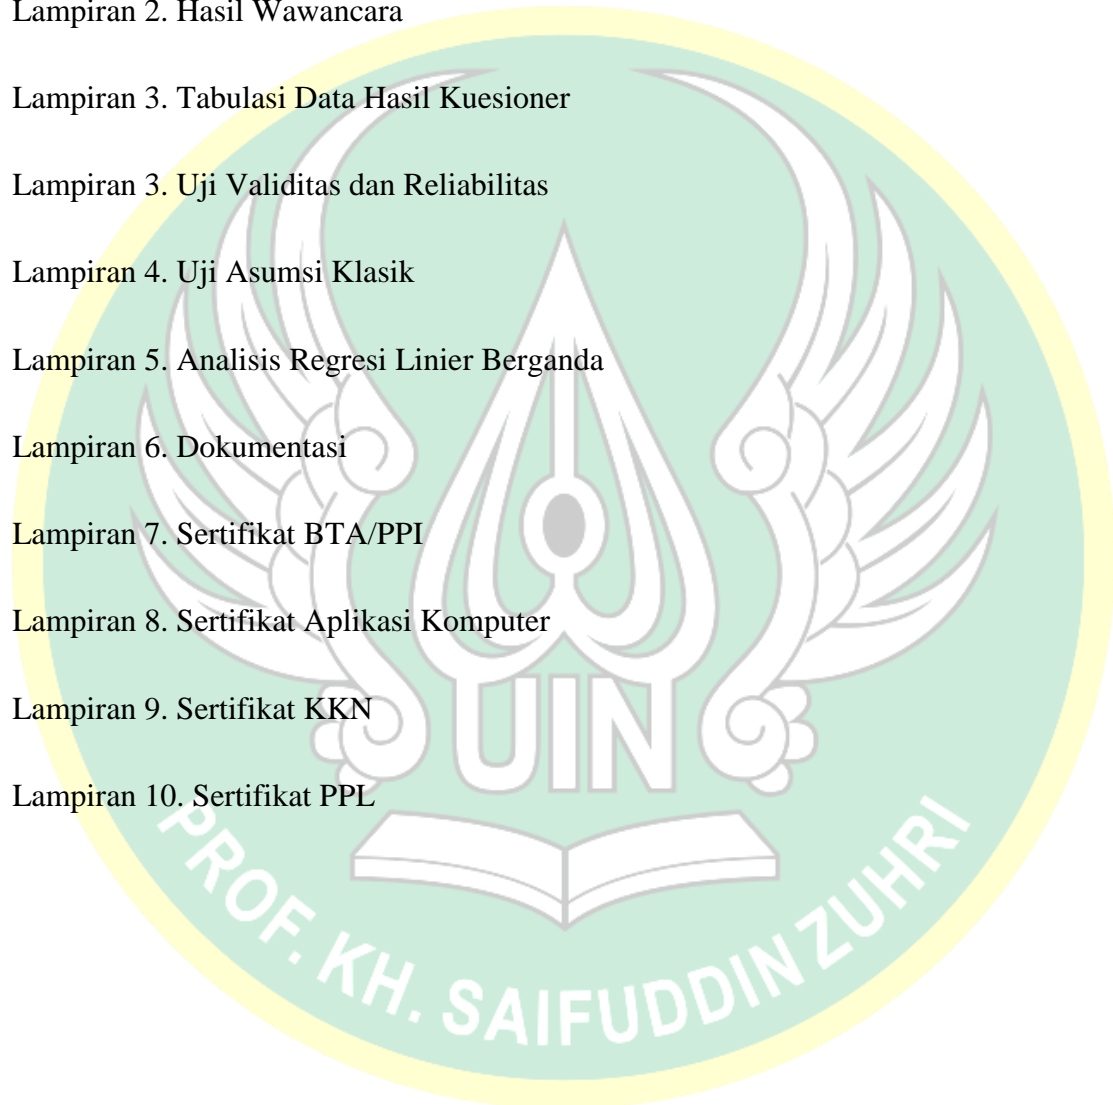 Lampiran 2. Hasil Wawancara
Lampiran 3. Tabulasi Data Hasil Kuesioner
Lampiran 3. Uji Validitas dan Reliabilitas
Lampiran 4. Uji Asumsi Klasik
Lampiran 5. Analisis Regresi Linier Berganda
Lampiran 6. Dokumentasi
Lampiran 7. Sertifikat BTA/PPI
Lampiran 8. Sertifikat Aplikasi Komputer
Lampiran 9. Sertifikat KKN
Lampiran 10. Sertifikat PPL
UIN
PROF. KH. SAIFUDDIN ZUHRI